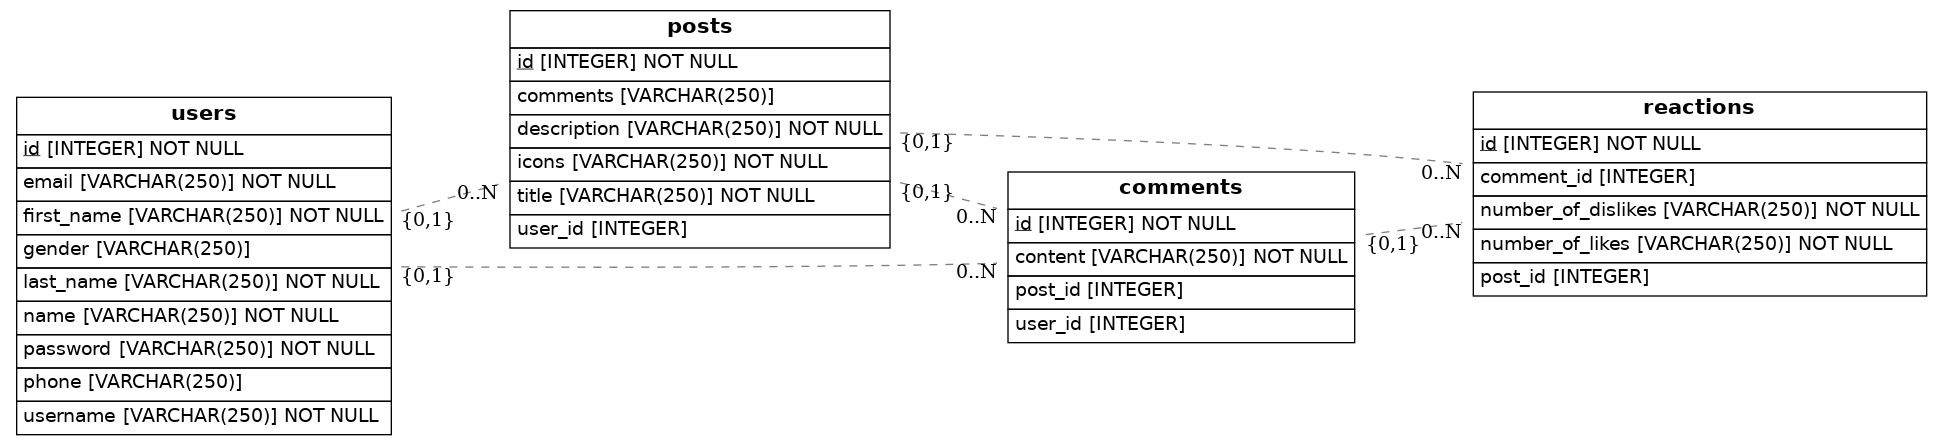 users
id [INTEGER] NOT NULL
email [VARCHAR(250)] NOT NULL
first_name [VARCHAR(250)] NOT NULL
gender [VARCHAR(250)]
last_name [VARCHAR(250)] NOT NULL
name [VARCHAR(250)] NOT NULL
password [VARCHAR(250)] NOT NULL
phone [VARCHAR(250)]
username [VARCHAR(250)] NOT NULL
{0,1}
0..N
{0,1}
0..N
posts
id [INTEGER] NOT NULL
comments [VARCHAR(250)]
description [VARCHAR(250)] NOT NULL
icons [VARCHAR(250)] NOT NULL
title [VARCHAR(250)] NOT NULL
user_id [INTEGER]
{0,1}
0..N
{0,1}
0..N
comments
id [INTEGER] NOT NULL
content [VARCHAR(250)] NOT NULL
post_id [INTEGER]
user_id [INTEGER]
{0,1}
0..N
reactions
id [INTEGER] NOT NULL
comment_id [INTEGER]
number_of_dislikes [VARCHAR(250)] NOT NULL
number_of_likes [VARCHAR(250)] NOT NULL
post_id [INTEGER]